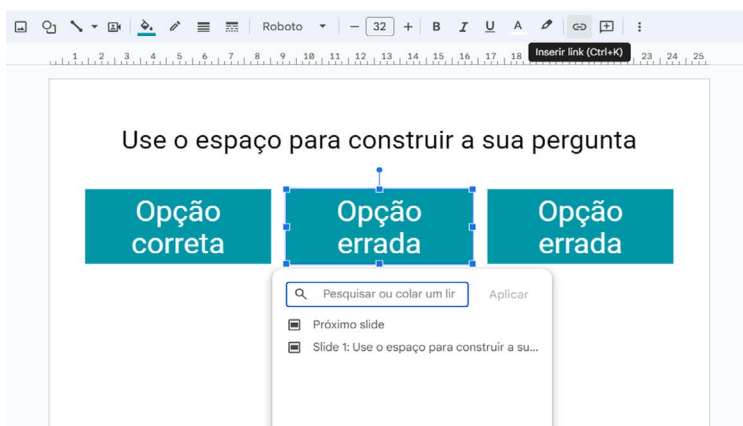 Roboto
32
B I U A
Inserir link (Ctrl+K)
1 2 3 4 5 6 7 8 9 10 11 12 13 14 15 16 17 18 23 24 25
Use o espaço para construir a sua pergunta
Opção
correta
Opção
errada
Opção
errada
Pesquisar ou colar um lir
Aplicar
Próximo slide
Slide 1: Use o espaço para construir a su...